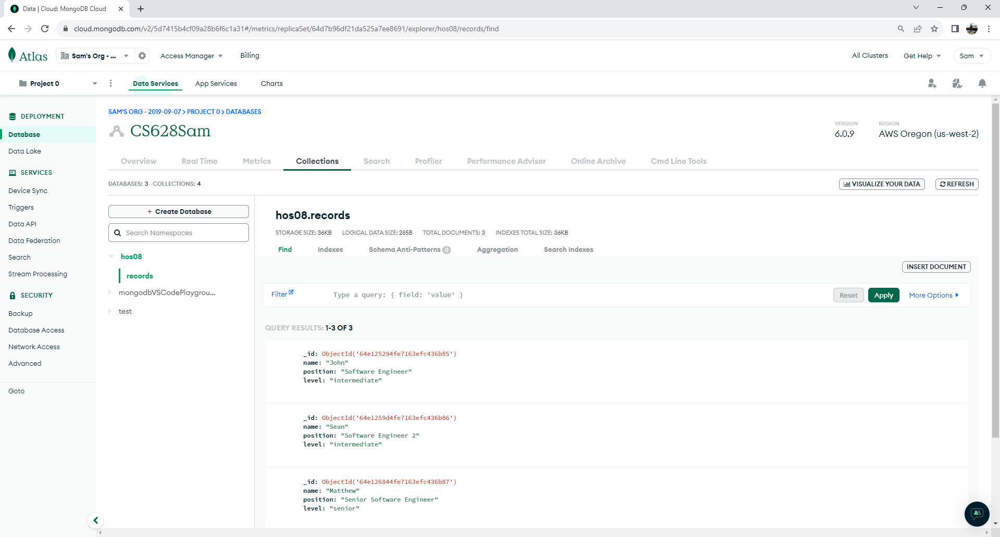 Data | Cloud: MongoDB Cloud
cloud.mongodb.com/v2/5d7415b4cf09a28b6f6c1a31#/metrics/replicaSet/64d7b96df21da525a7ee8691/explorer/hos08/records/find
Atlas
Sam's Org - ...
Access Manager
Billing
All Clusters
Get Help
Sam
Project 0
Data Services
App Services
Charts
DEPLOYMENT
Database
Data Lake
SERVICES
Device Sync
Triggers
Data API
Data Federation
Search
Stream Processing
SECURITY
Backup
Database Access
Network Access
Advanced
Goto
SAM'S ORG - 2019-09-07 > PROJECT 0 > DATABASES
CS628Sam
VERSION
6.0.9
REGION
AWS Oregon (us-west-2)
Overview
Real Time
Metrics
Collections
Search
Profiler
Performance Advisor
Online Archive
Cmd Line Tools
DATABASES: 3 COLLECTIONS: 4
VISUALIZE YOUR DATA
REFRESH
+ Create Database
Search Namespaces
hos08
records
mongodbVSCodePlaygrou...
test
hos08.records
STORAGE SIZE: 36KB LOGICAL DATA SIZE: 285B TOTAL DOCUMENTS: 3 INDEXES TOTAL SIZE: 36KB
Find
Indexes
Schema Anti-Patterns 0
Aggregation
Search Indexes
INSERT DOCUMENT
Filter
Type a query: { field: 'value' }
Reset
Apply
More Options
QUERY RESULTS: 1-3 OF 3
_id: ObjectId('64e125294fe7163efc436b85')
name: "John"
position: "Software Engineer"
level: "intermediate"
_id: ObjectId('64e1259d4fe7163efc436b86')
name: "Sean"
position: "Software Engineer 2"
level: "intermediate"
_id: ObjectId('64e126844fe7163efc436b87')
name: "Matthew"
position: "Senior Software Engineer"
level: "senior"